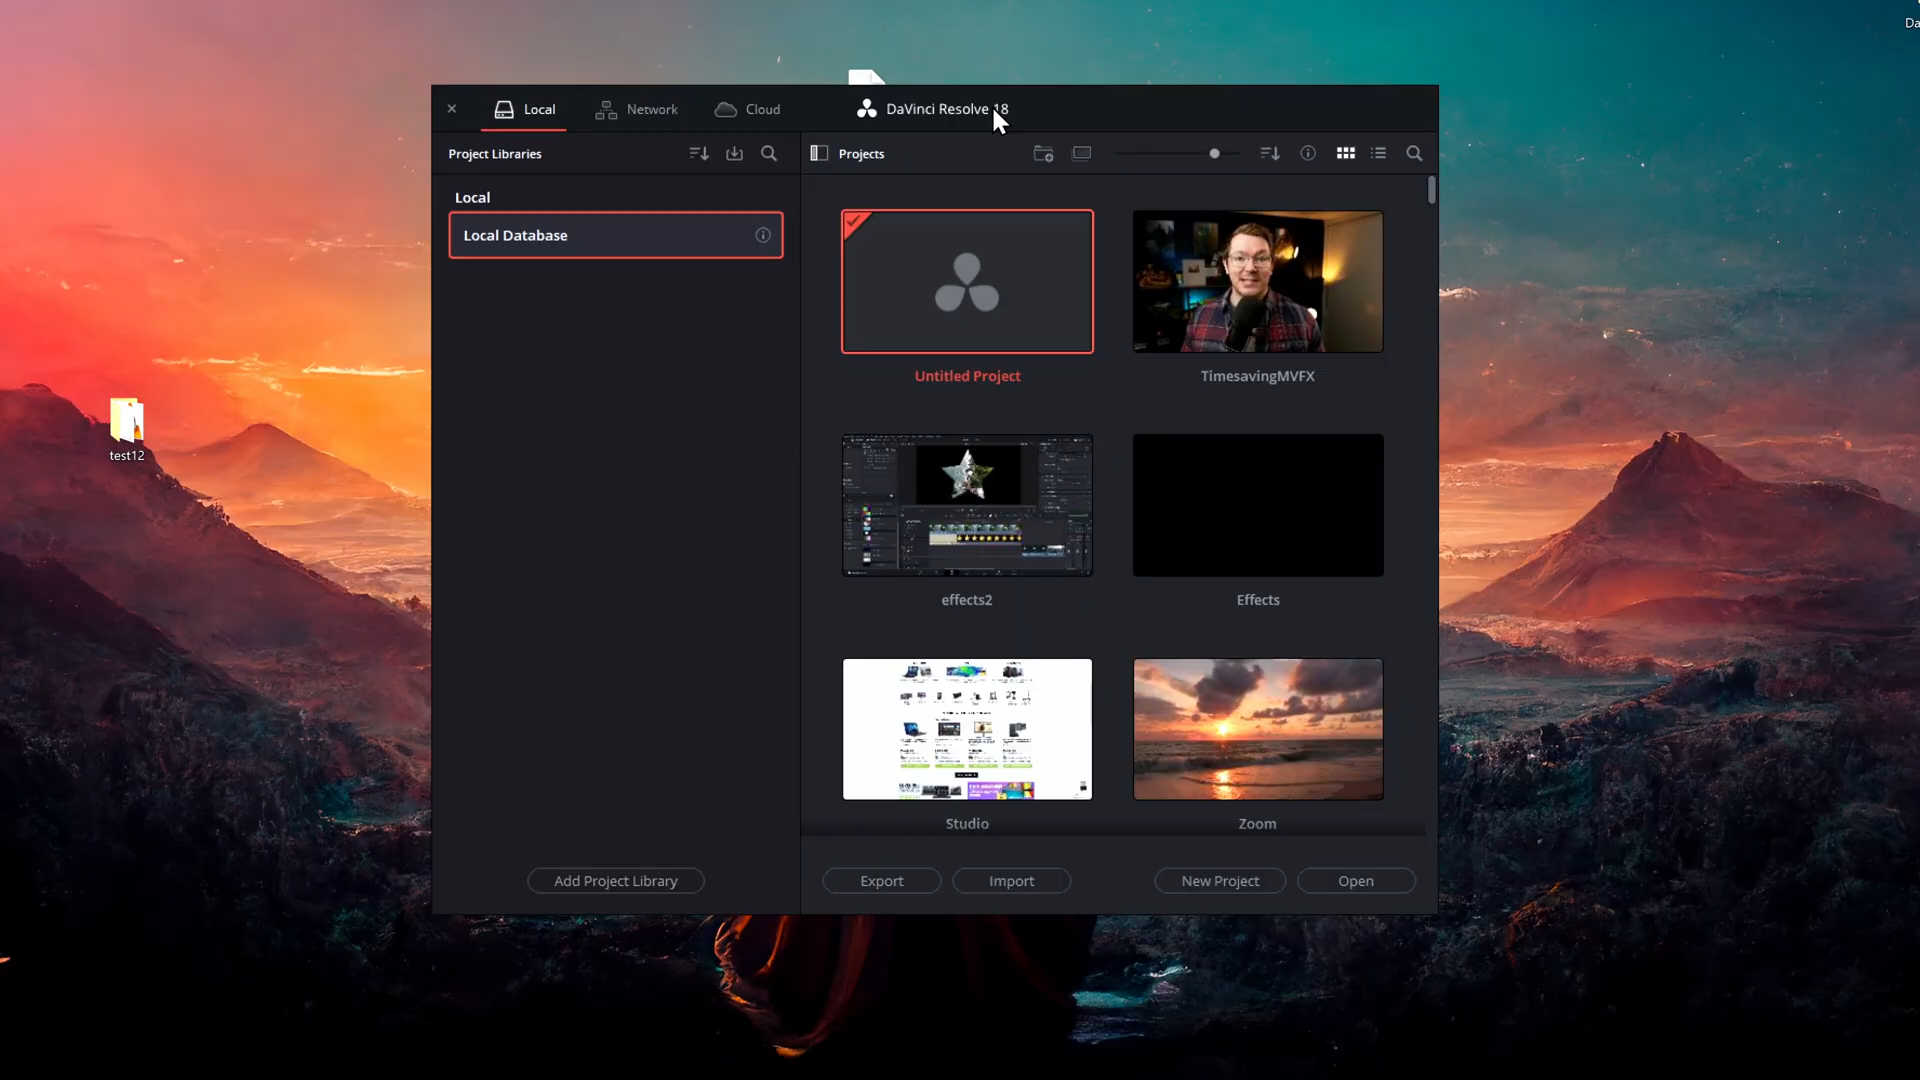 Da
Local
Network
Cloud
DaVinci Resolve 18
Project Libraries
Projects
Local
Local Database
Untitled Project
TimesavingMVFX
test12
effects2
Effects
Studio
Zoom
Add Project Library
Export
Import
New Project
Open